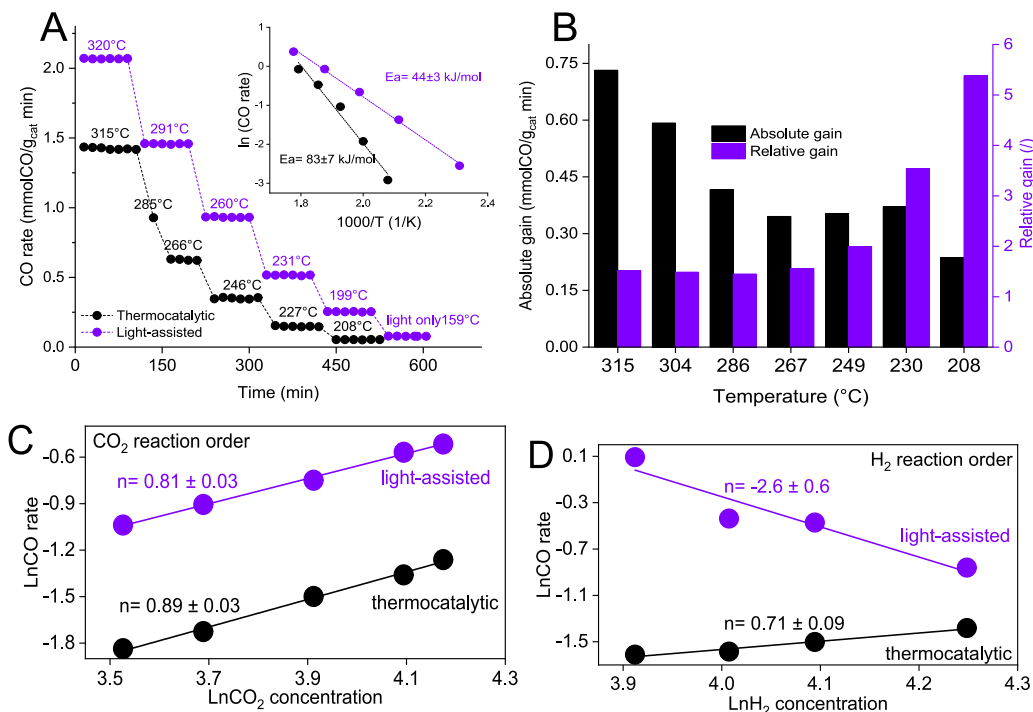 A
320°C
291°C
315°C
285°C
260°C
266°C
246°C
231°C
227°C
199°C
208°C
light only159°C
Thermocatalytic
Light-assisted
CO rate (mmolCO/g_cat min)
2.0
1.5
1.0
0.5
0.0
0
150
300
450
600
Time (min)
ln (CO rate)
1
0
-1
-2
-3
Ea= 44±3 kJ/mol
Ea= 83±7 kJ/mol
1.8
2.0
2.2
2.4
1000/T (1/K)
B
Absolute gain (mmolCO/g_cat min)
0.75
0.60
0.45
0.30
0.15
0.00
Absolute gain
Relative gain
Relative gain (/)
6
5
4
3
2
1
0
315
304
286
267
249
230
208
Temperature (°C)
C
CO₂ reaction order
n= 0.81 ± 0.03
light-assisted
n= 0.89 ± 0.03
thermocatalytic
LnCO rate
-0.6
-0.9
-1.2
-1.5
-1.8
3.5
3.7
3.9
4.1
4.3
LnCO₂ concentration
D
H₂ reaction order
n= -2.6 ± 0.6
light-assisted
n= 0.71 ± 0.09
thermocatalytic
LnCO rate
0.1
-0.3
-0.7
-1.1
-1.5
3.9
4.0
4.1
4.2
4.3
LnH₂ concentration